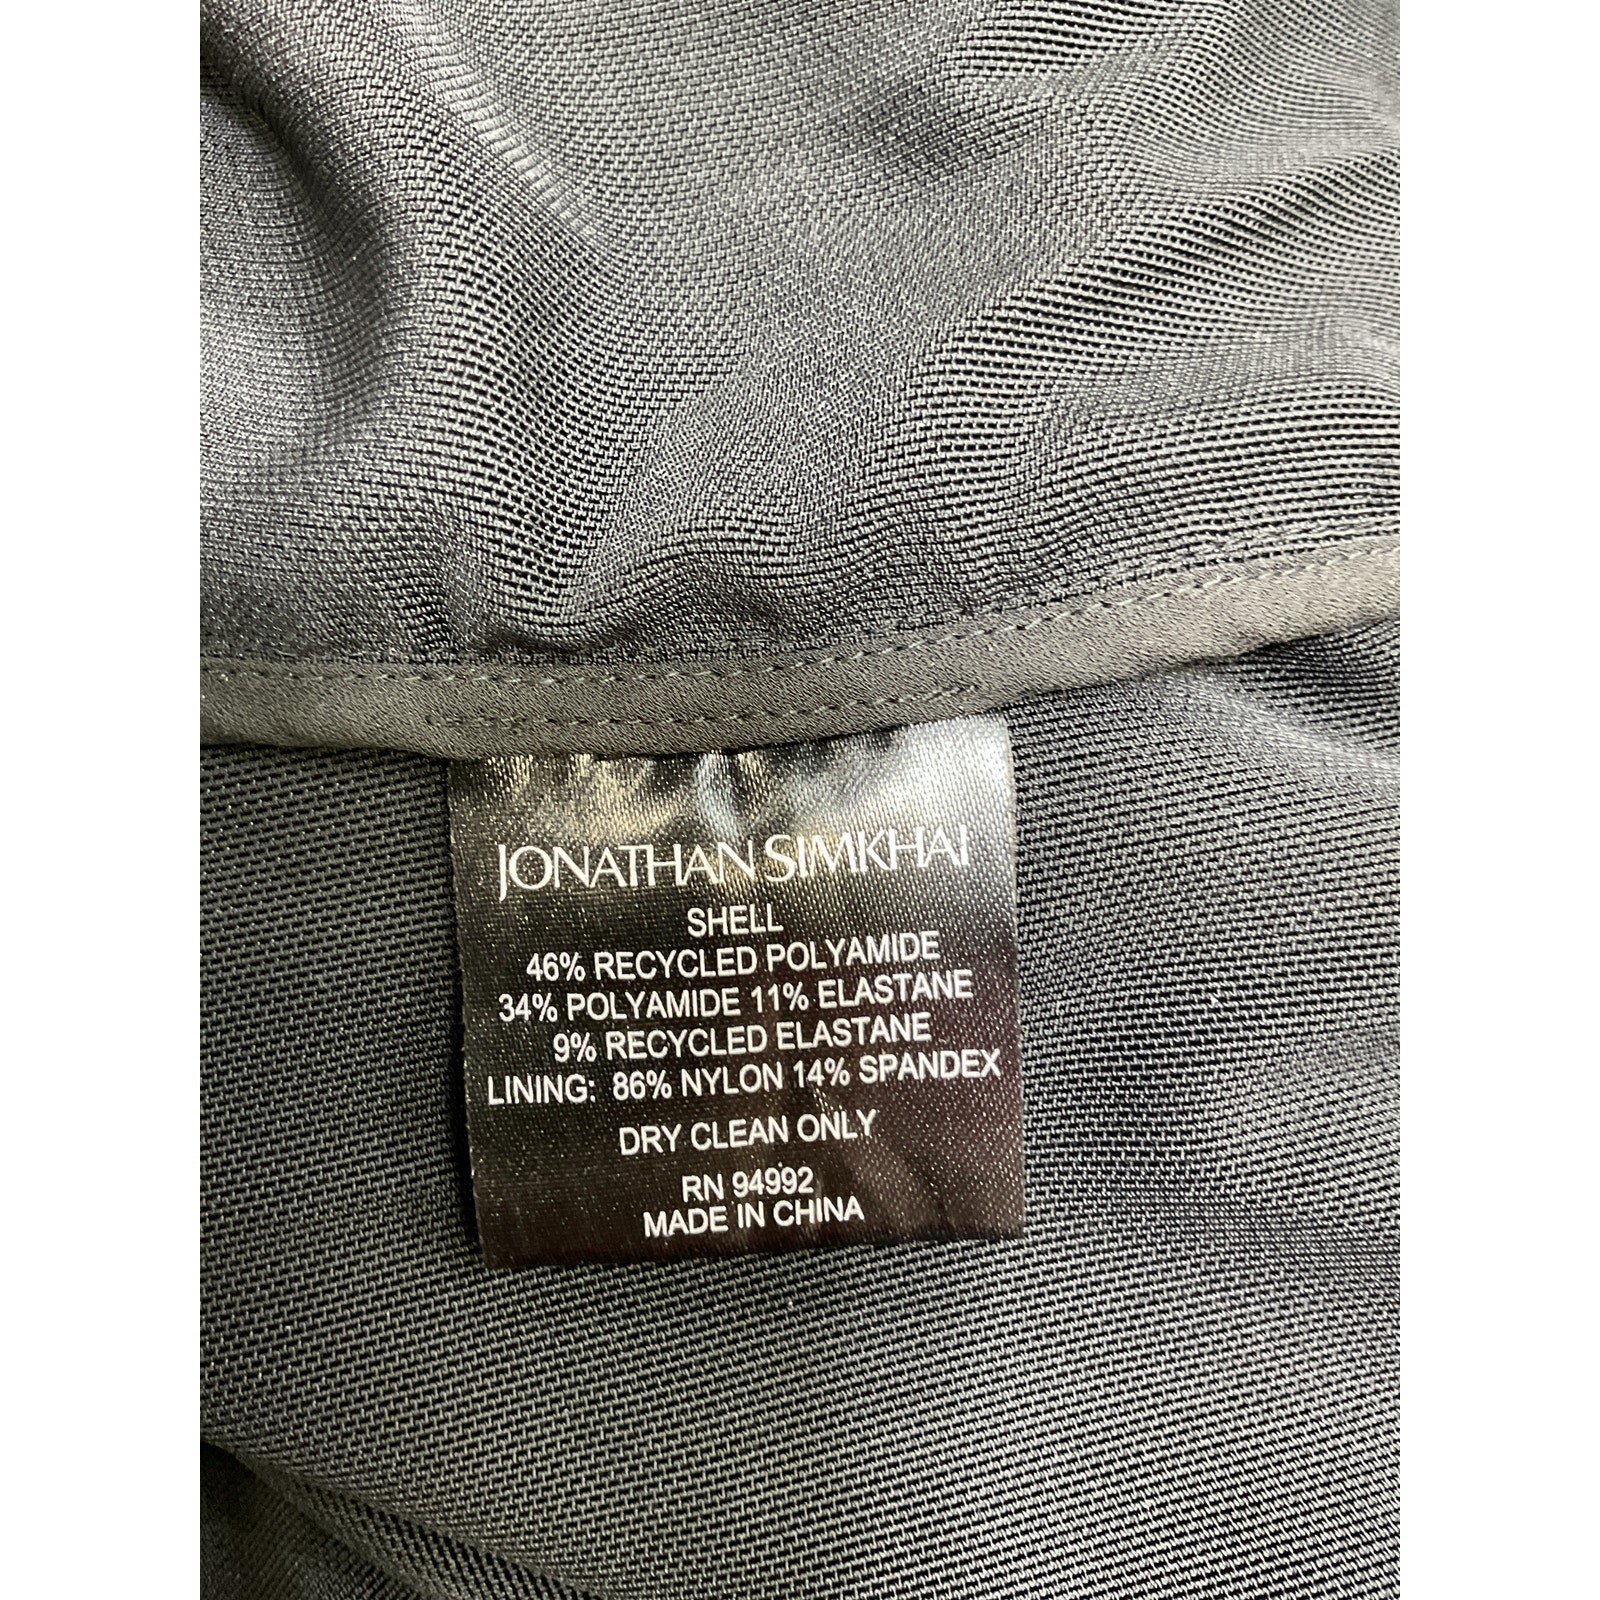 JONATHAN SIMKHAI
SHELL
46% RECYCLED POLYAMIDE
34% POLYAMIDE 11% ELASTANE
9% RECYCLED ELASTANE
LINING: 86% NYLON 14% SPANDEX
DRY CLEAN ONLY
RN 94992
MADE IN CHINA